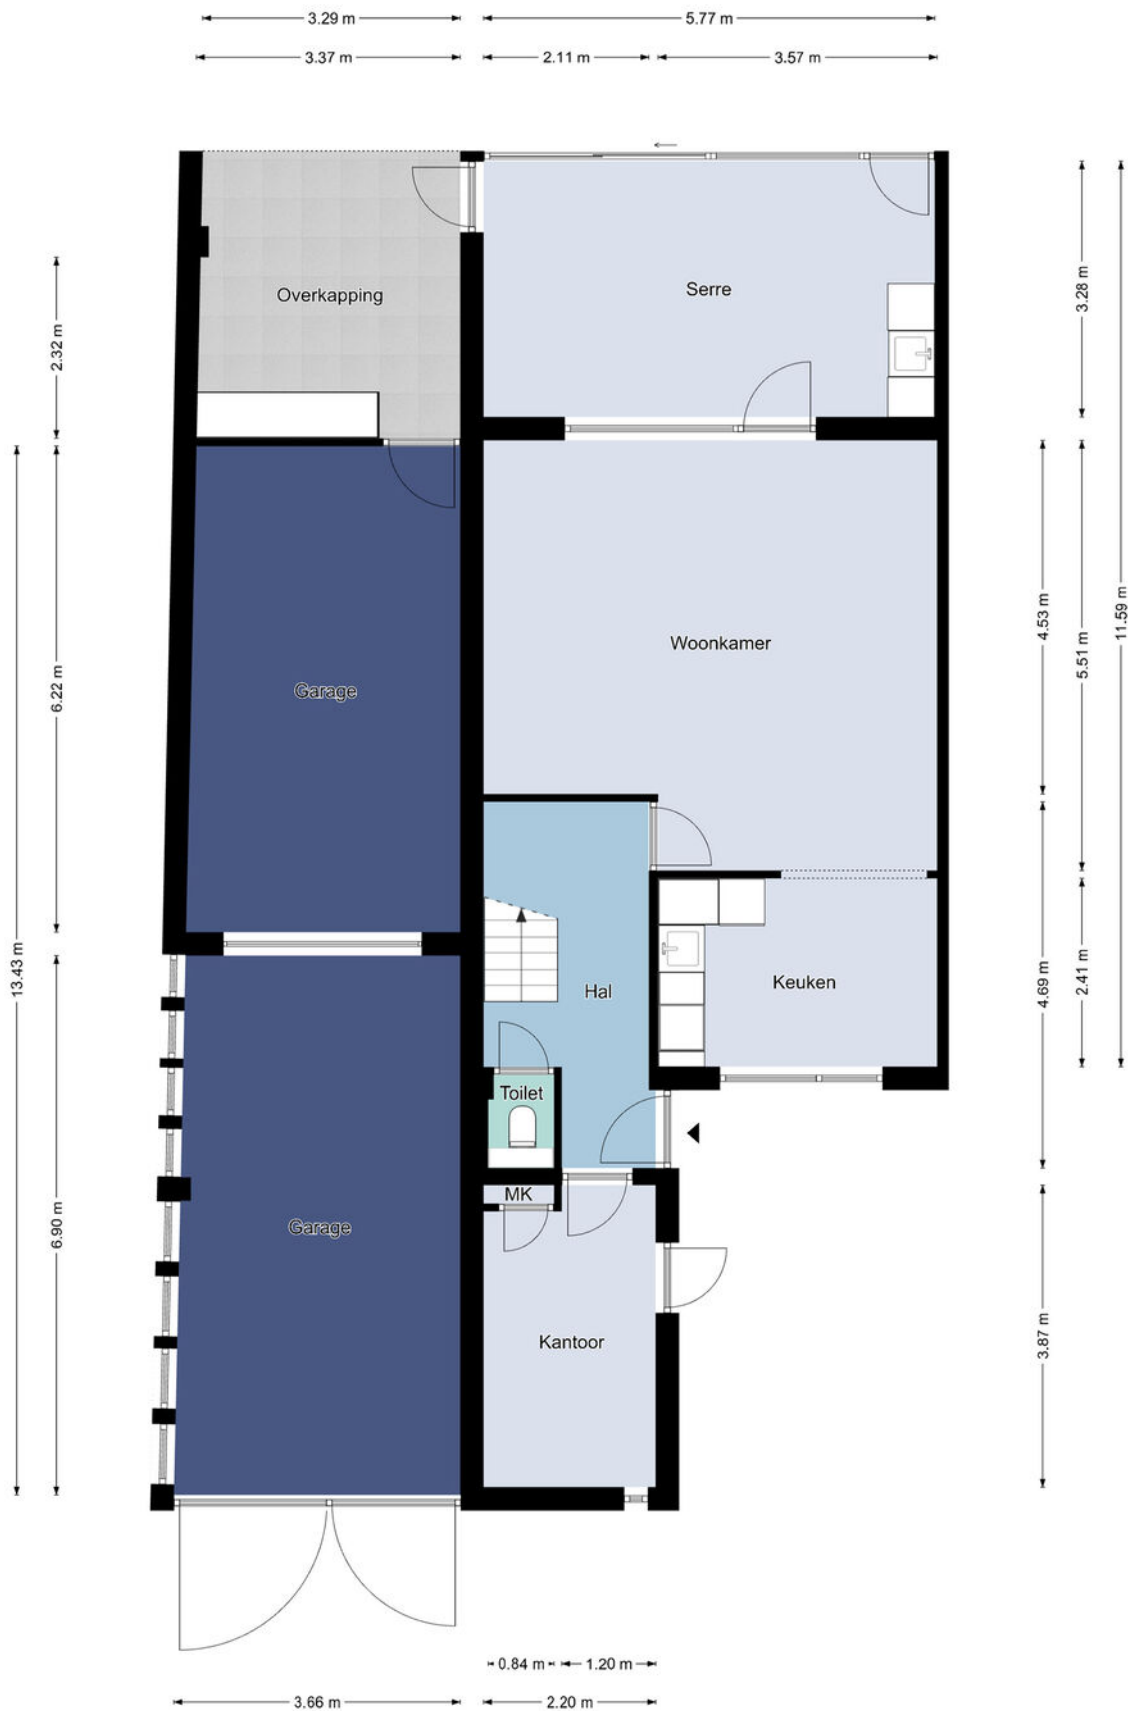 3.29 m
5.77 m
3.37 m
2.11 m
3.57 m
Overkapping
Serre
2.32 m
3.28 m
11.59 m
4.53 m
5.51 m
Woonkamer
Garage
6.22 m
13.43 m
Hal
Keuken
4.69 m
2.41 m
Toilet
MK
Garage
6.90 m
Kantoor
3.87 m
0.84 m
1.20 m
3.66 m
2.20 m